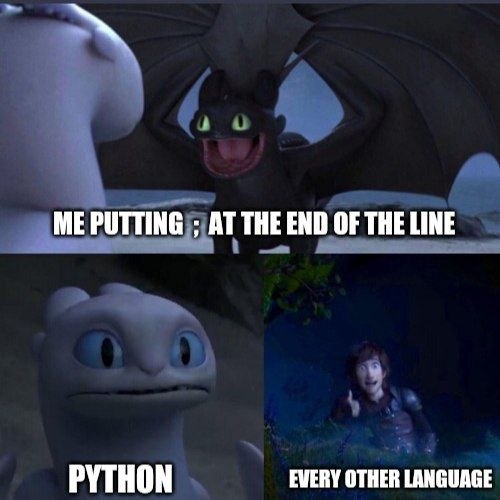 ME PUTTING ; AT THE END OF THE LINE
PYTHON
EVERY OTHER LANGUAGE